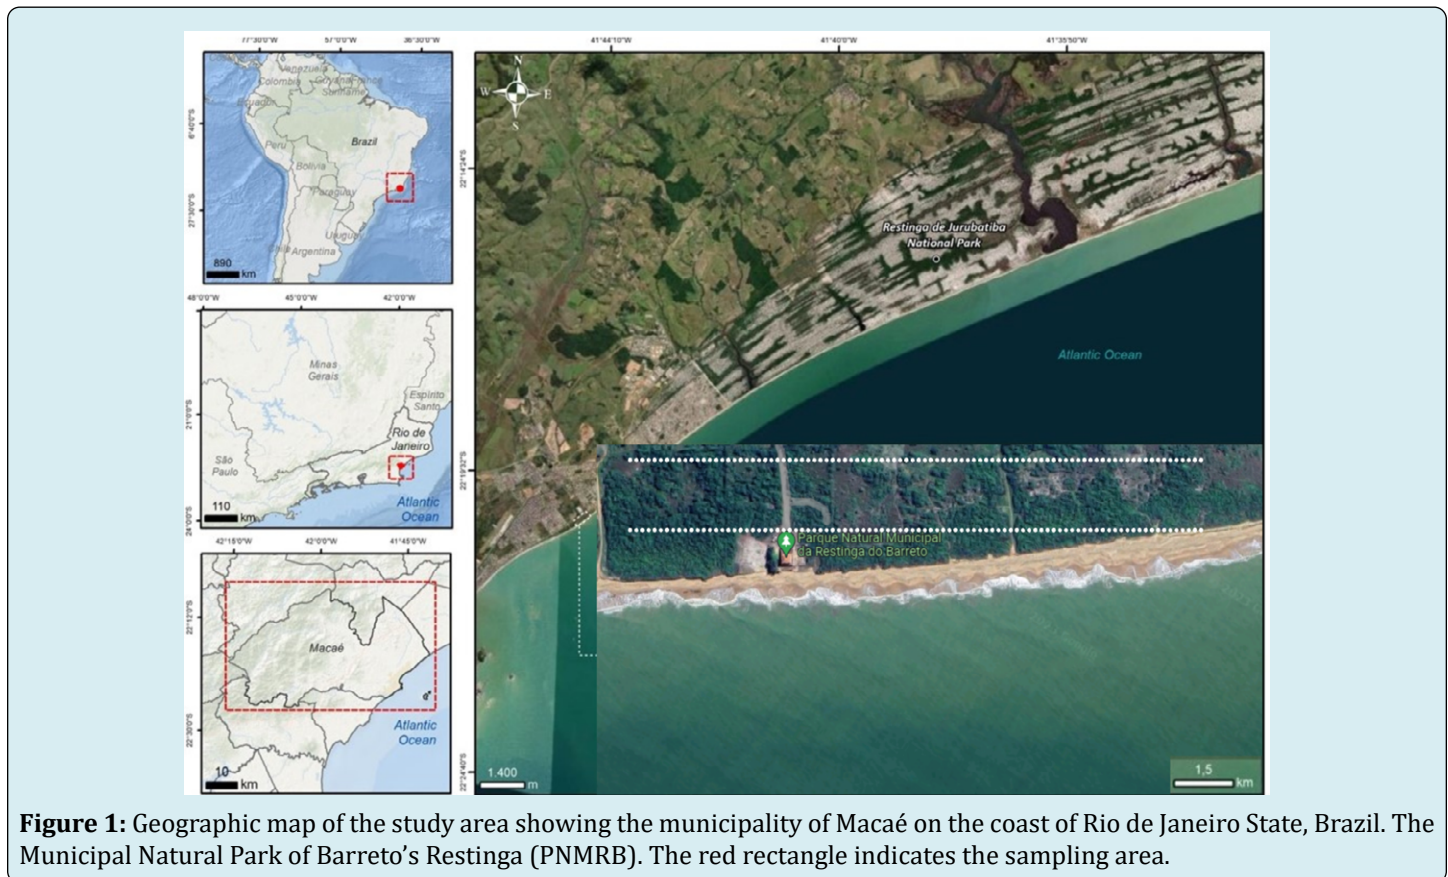 77°30'0"W 57°0'0"W 36°30'0"W
6°40'0"S
27°30'0"S
Venezuela
Colombia
Guyana
France
Suriname
Ecuador
Peru
Brazil
Bolivia
Paraguay
Uruguay
Chile
Argentina
890
km
48°0'0"W 45°0'0"W 42°0'0"W
21°0'0"S
24°0'0"S
Minas
Gerais
Espírito
Santo
Rio de
Janeiro
São
Paulo
Atlantic
Ocean
110
km
42°15'0"W 42°0'0"W 41°45'0"W
22°12'0"S
22°30'0"S
Macaé
Atlantic
Ocean
10
km
41°44'10"W 41°40'0"W 41°35'50"W
22°14'24"S
22°19'32"S
22°24'40"S
N
W E
S
Restinga de Jurubatiba
National Park
Atlantic Ocean
Parque Natural Municipal
da Restinga do Barreto
1.400
m
1,5
km
Figure 1: Geographic map of the study area showing the municipality of Macaé on the coast of Rio de Janeiro State, Brazil. The
Municipal Natural Park of Barreto's Restinga (PNMRB). The red rectangle indicates the sampling area.